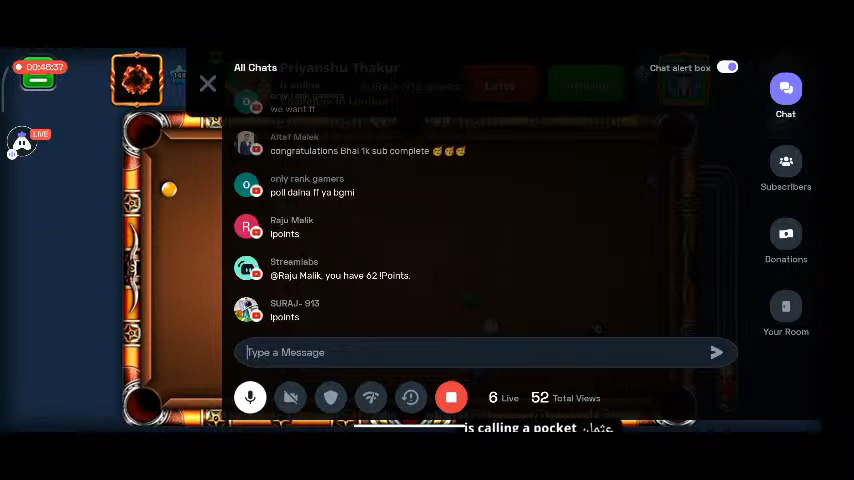 00:46:37
All Chats
Priyanshu Thakur
Chat alert box
LIVE
only rank gamers
we want ff
Altaf Malek
congratulations Bhai 1k sub complete 🥳🥳🥳
only rank gamers
poll dalna ff ya bgmi
Raju Malik
!points
Streamlabs
@Raju Malik, you have 62 !Points.
SURAJ- 913
!points
Type a Message
6 Live 52 Total Views
Chat
Subscribers
Donations
Your Room
is calling a pocket عثمان